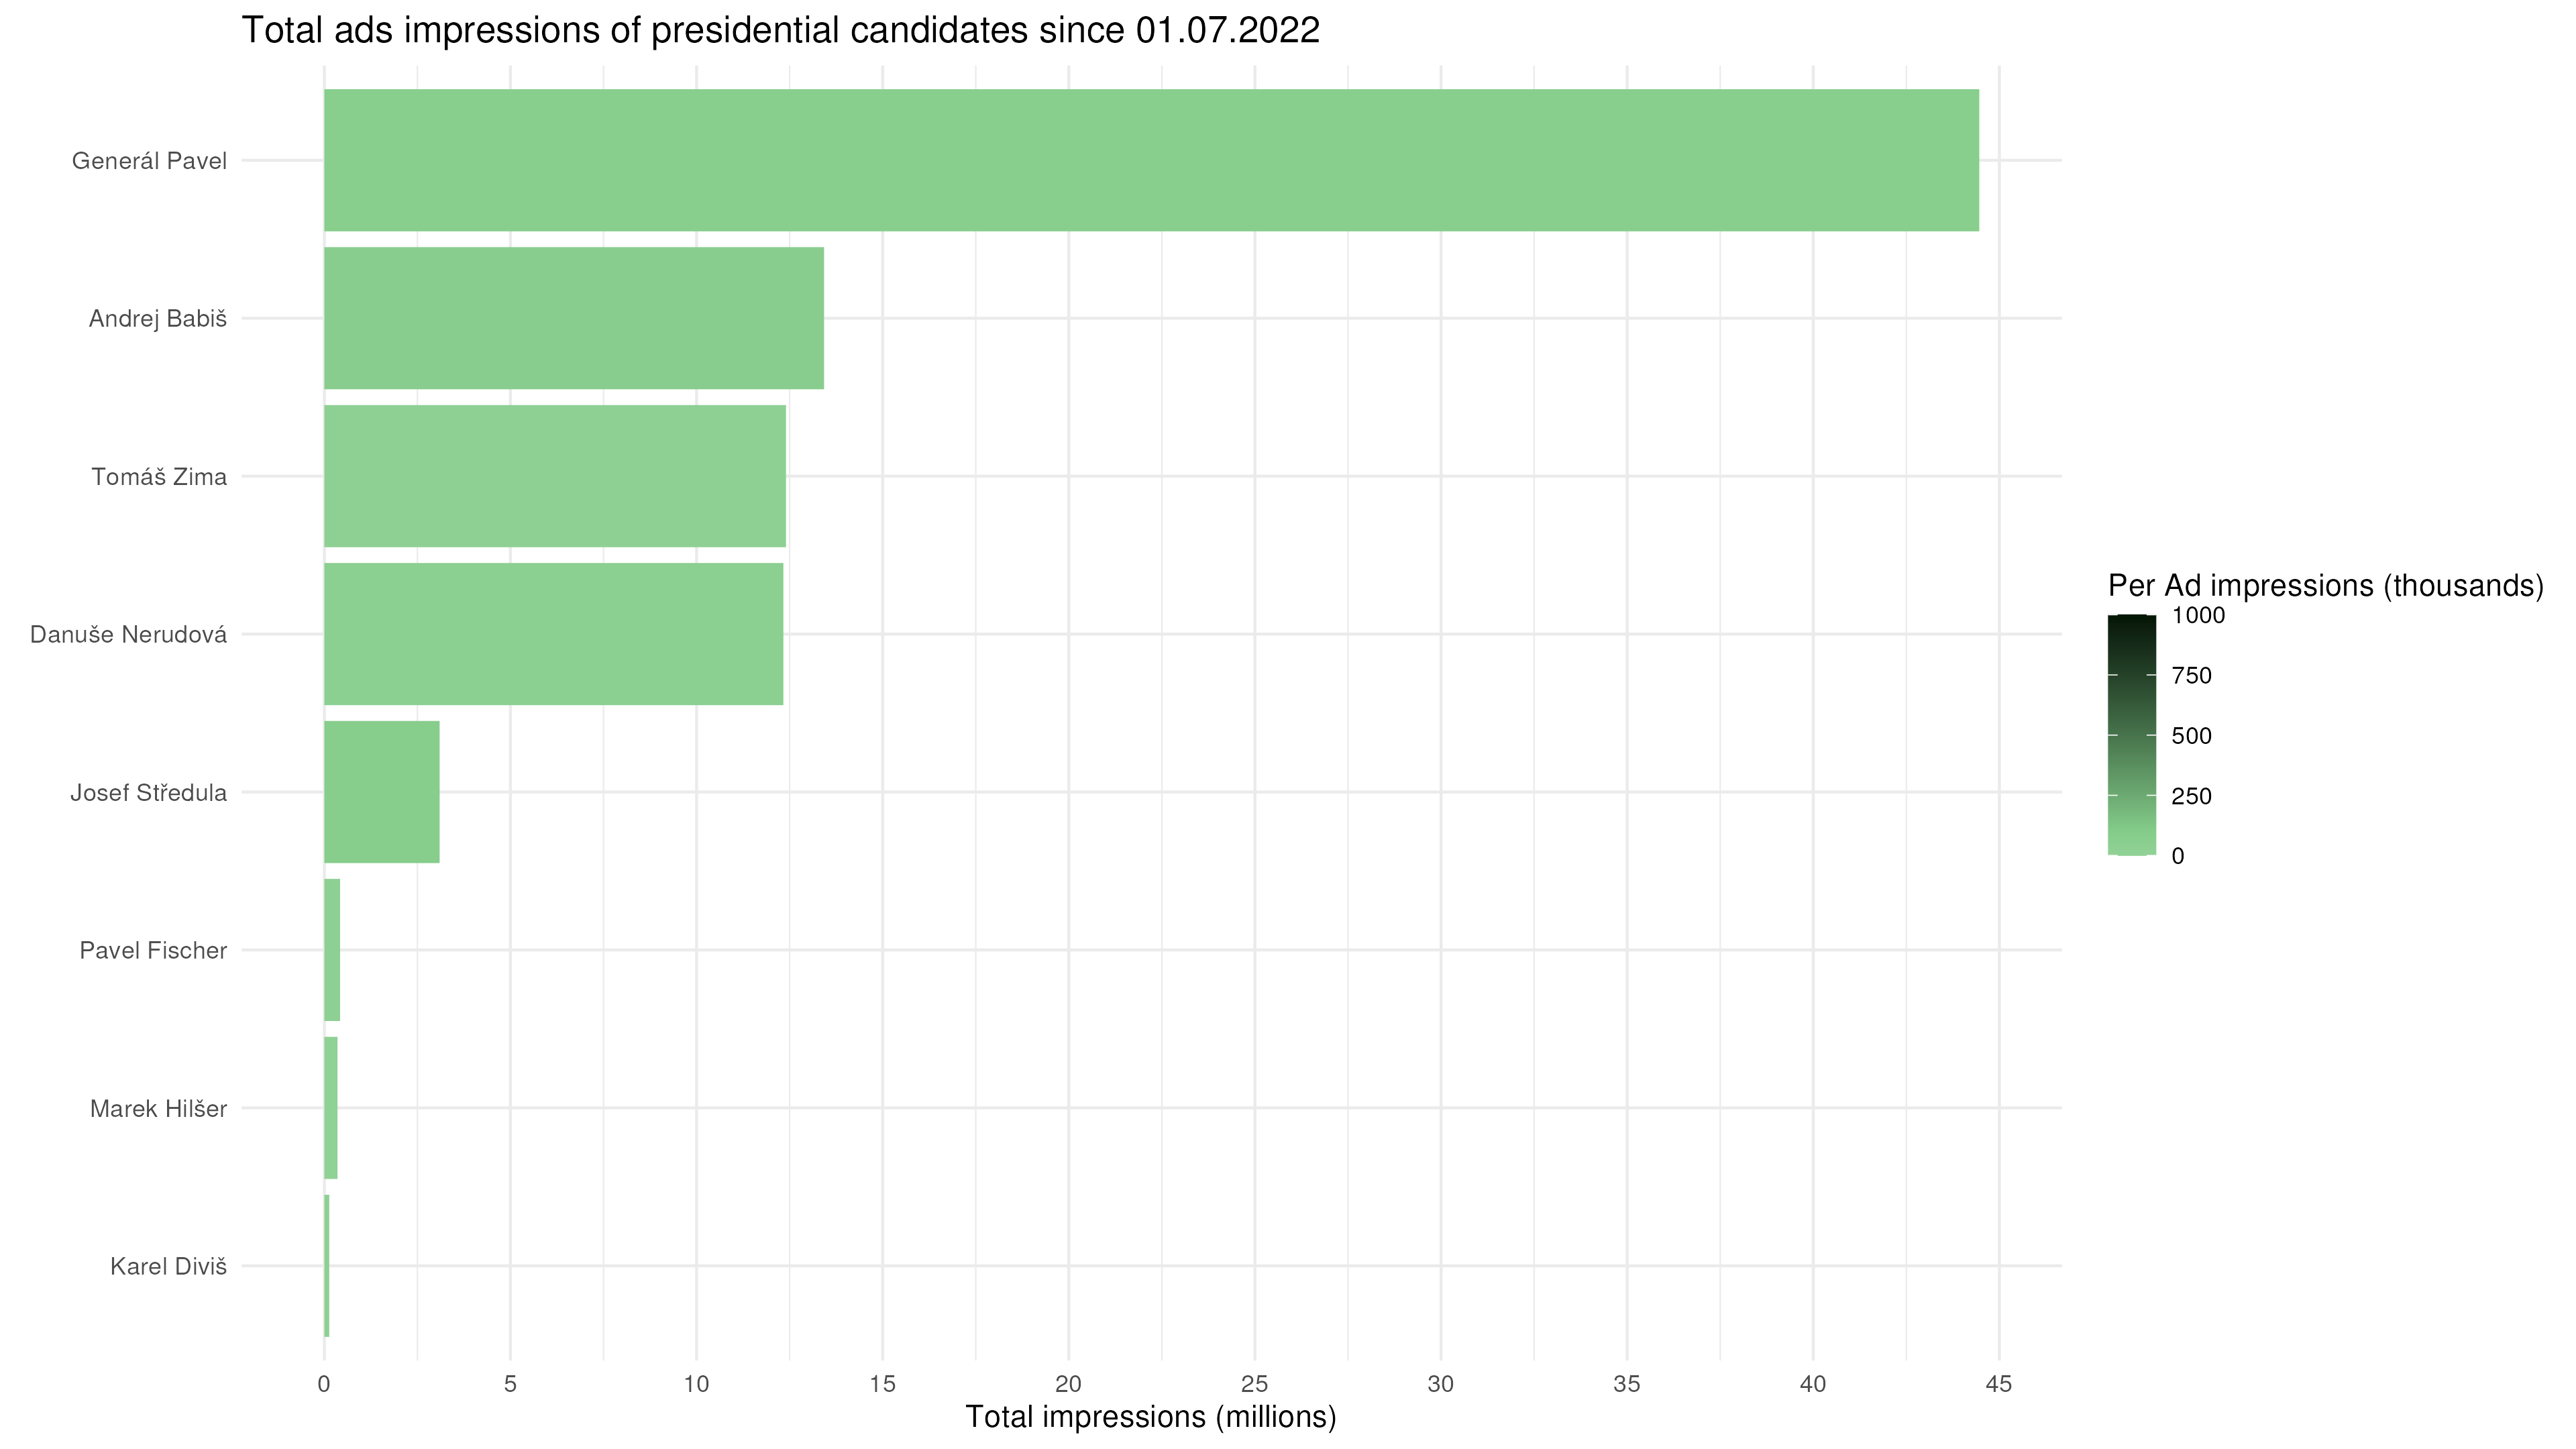 Total ads impressions of presidential candidates since 01.07.2022
Generál Pavel
Andrej Babiš
Tomáš Zima
Danuše Nerudová
Josef Středula
Pavel Fischer
Marek Hilšer
Karel Diviš
0 5 10 15 20 25 30 35 40 45
Total impressions (millions)
Per Ad impressions (thousands)
1000
750
500
250
0